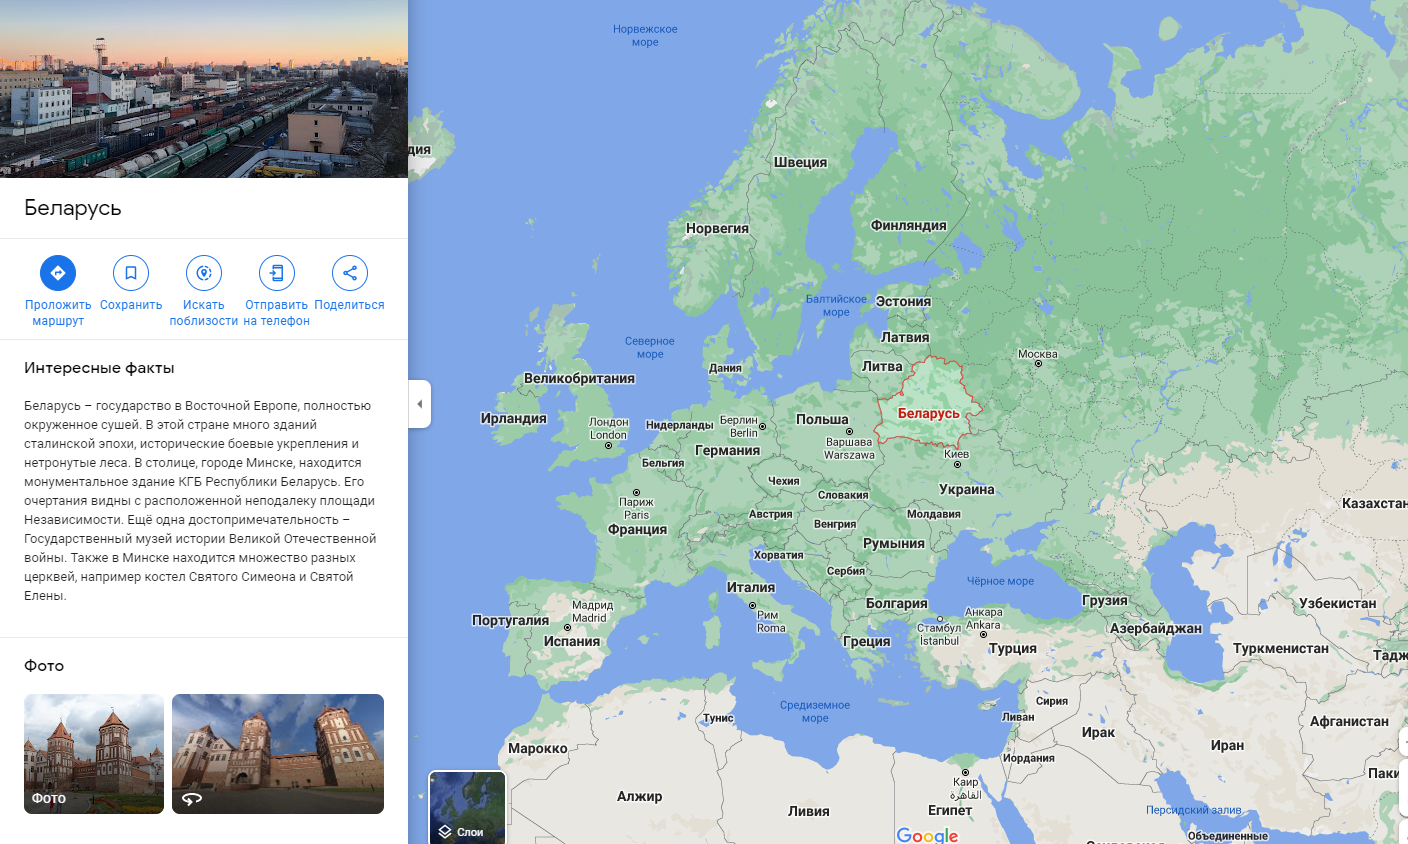 Беларусь
Проложить
маршрут
Сохранить
Искать
поблизости
Отправить
на телефон
Поделиться
Интересные факты
Беларусь – государство в Восточной Европе, полностью
окруженное сушей. В этой стране много зданий
сталинской эпохи, исторические боевые укрепления и
нетронутые леса. В столице, городе Минске, находится
монументальное здание КГБ Республики Беларусь. Его
очертания видны с расположенной неподалеку площади
Независимости. Ещё одна достопримечательность –
Государственный музей истории Великой Отечественной
войны. Также в Минске находится множество разных
церквей, например костел Святого Симеона и Святой
Елены.
Фото
Фото
Норвежское
море
дия
Швеция
Норвегия
Финляндия
Балтийское
море
Эстония
Северное
море
Латвия
Москва
Литва
Дания
Великобритания
Беларусь
Ирландия
Лондон
London
Нидерланды
Берлин
Berlin
Польша
Варшава
Warszawa
Германия
Бельгия
Киев
Чехия
Украина
Словакия
Париж
Paris
Австрия
Молдавия
Венгрия
Франция
Казахстан
Румыния
Хорватия
Сербия
Чёрное море
Италия
Болгария
Грузия
Узбекистан
Мадрид
Madrid
Рим
Roma
Анкара
Ankara
Португалия
Стамбул
Istanbul
Азербайджан
Испания
Греция
Турция
Туркменистан
Тадж
Сирия
Средиземное
море
Тунис
Ливан
Афганистан
Ирак
Иран
Марокко
Иордания
Паки
Каир
القاهرة
Алжир
Ливия
Египет
Персидский залив
Слои
Google
Объединенные